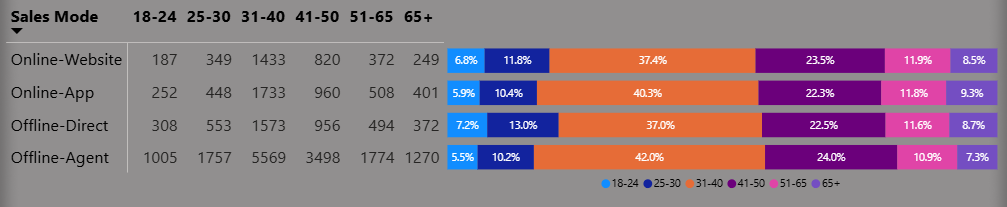 Sales Mode 18-24 25-30 31-40 41-50 51-65 65+
Online-Website 187 349 1433 820 372 249 6.8% 11.8% 37.4% 23.5% 11.9% 8.5%
Online-App 252 448 1733 960 508 401 5.9% 10.4% 40.3% 22.3% 11.8% 9.3%
Offline-Direct 308 553 1573 956 494 372 7.2% 13.0% 37.0% 22.5% 11.6% 8.7%
Offline-Agent 1005 1757 5569 3498 1774 1270 5.5% 10.2% 42.0% 24.0% 10.9% 7.3%
18-24 25-30 31-40 41-50 51-65 65+